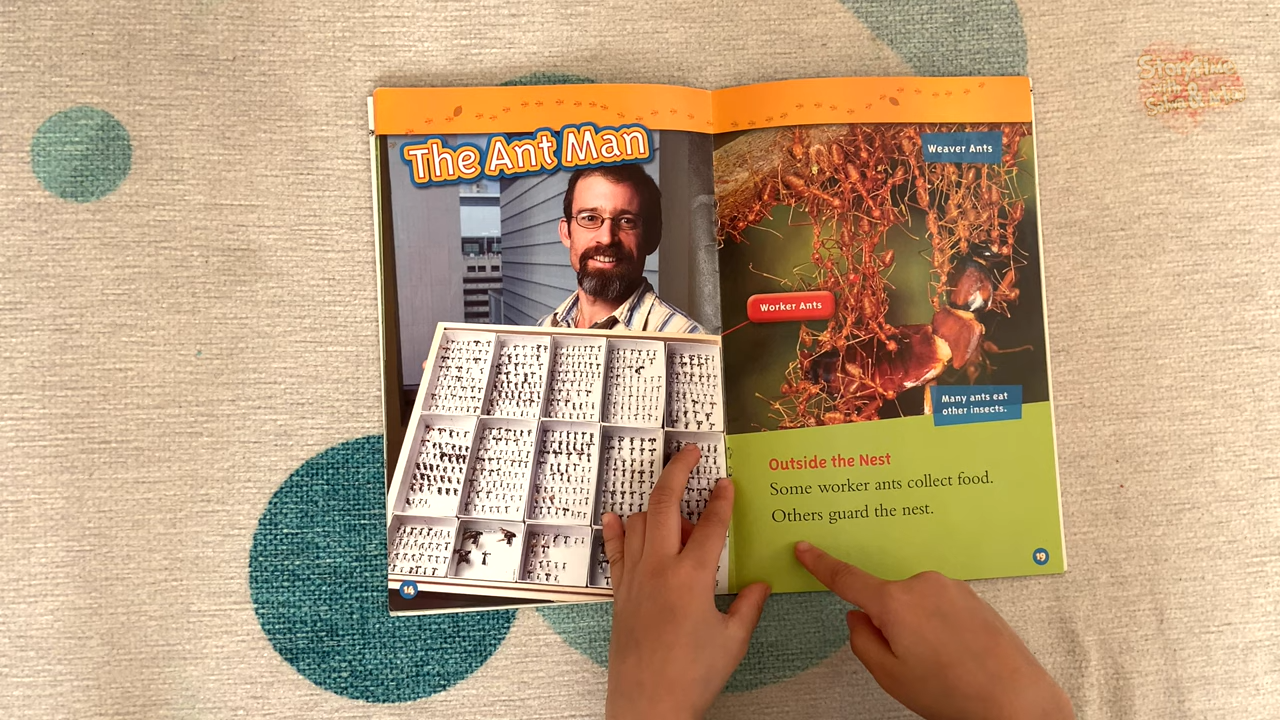 The Ant Man
14
Weaver Ants
Worker Ants
Many ants eat
other insects.
Outside the Nest
Some worker ants collect food.
Others guard the nest.
19